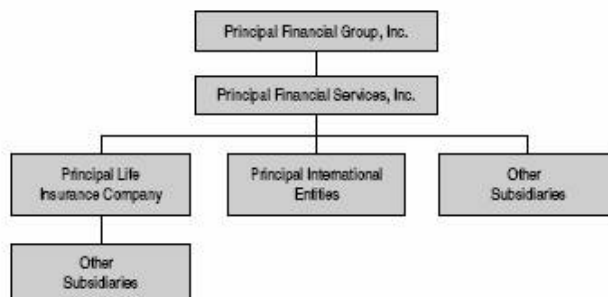 Principal Financial Group, Inc.
Principal Financial Services, Inc.
Principal Life
Insurance Company
Principal International
Entities
Other
Subsidiaries
Other
Subsidiaries